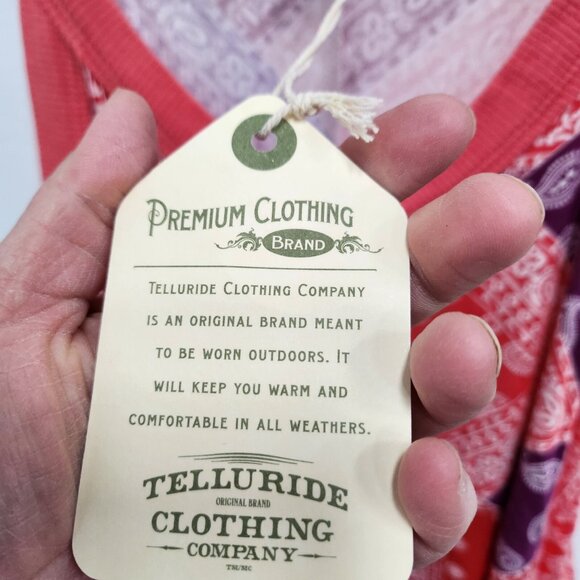 PREMIUM CLOTHING
BRAND
TELLURIDE CLOTHING COMPANY
IS AN ORIGINAL BRAND MEANT
TO BE WORN OUTDOORS. IT
WILL KEEP YOU WARM AND
COMFORTABLE IN ALL WEATHERS.
TELLURIDE
ORIGINAL BRAND
CLOTHING
COMPANY